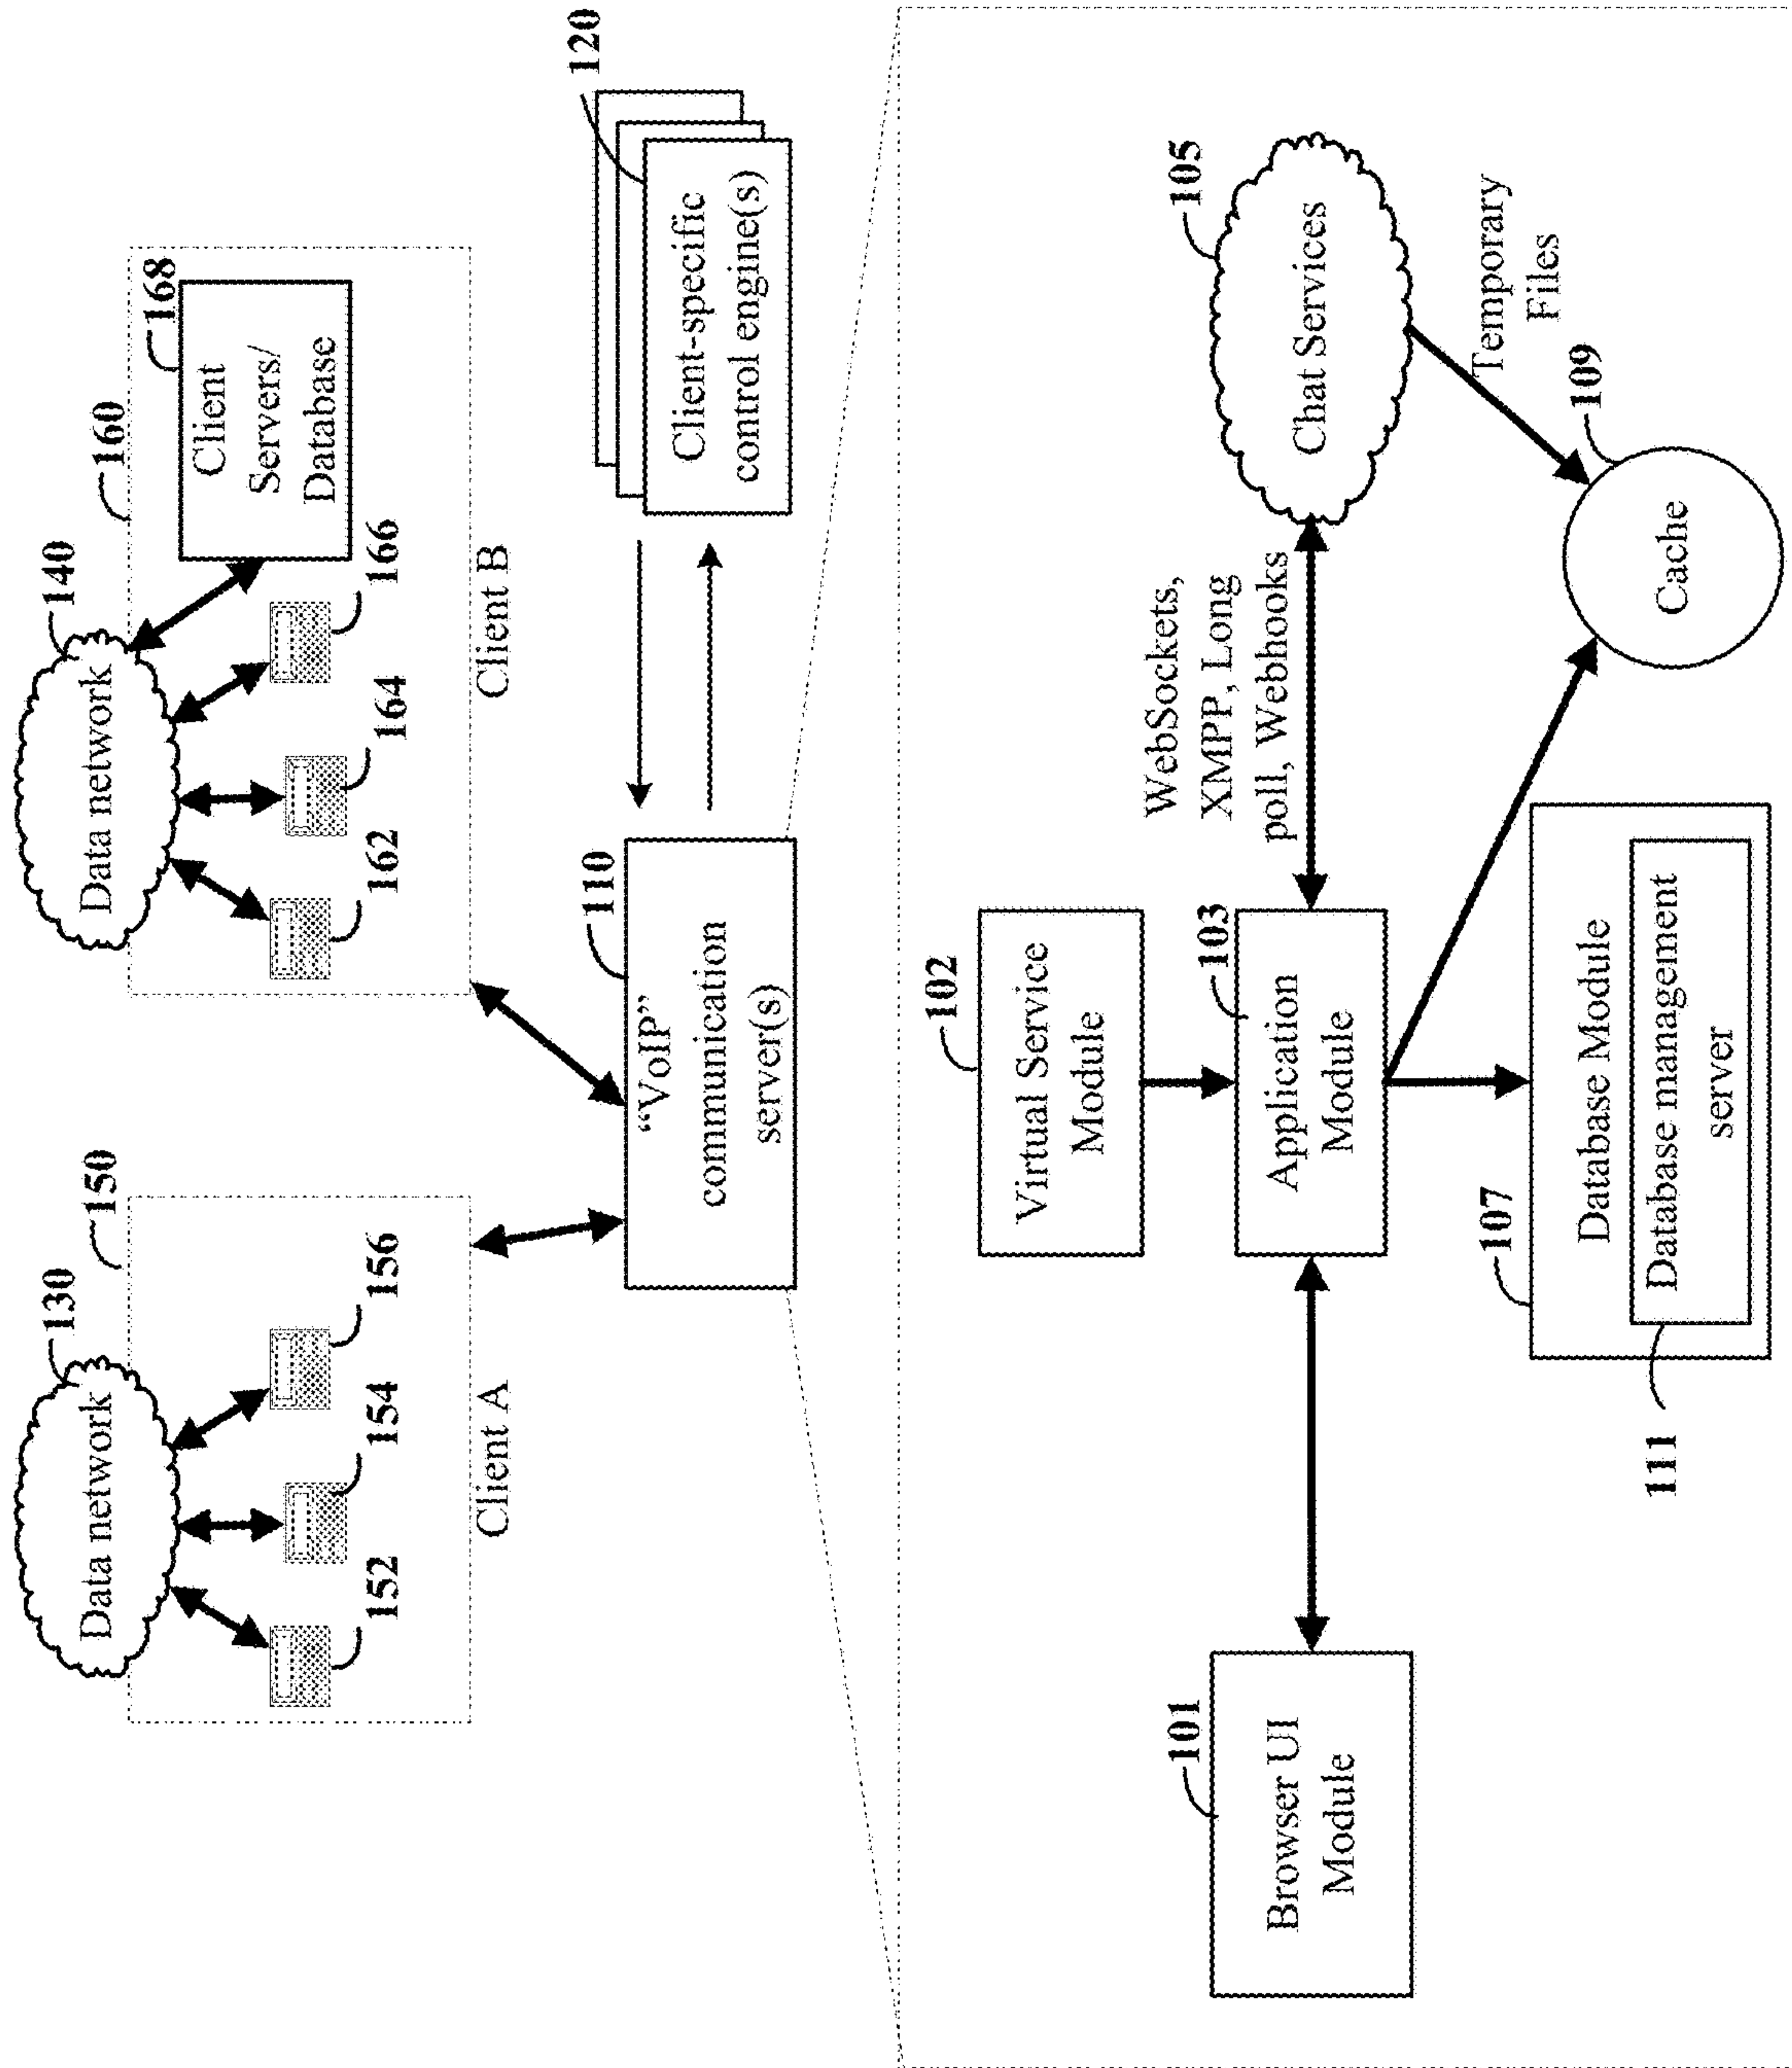 130
Data network
150
152
154
156
Client A
140
Data network
160
168
Client
Servers/
Database
162
164
166
Client B
110
“VoIP”
communication
server(s)
120
Client-specific
control engine(s)
102
Virtual Service
Module
101
Browser UI
Module
103
Application
Module
WebSockets,
XMPP, Long
poll, Webhooks
105
Chat Services
Temporary
Files
107
Database Module
Database management
server
111
109
Cache